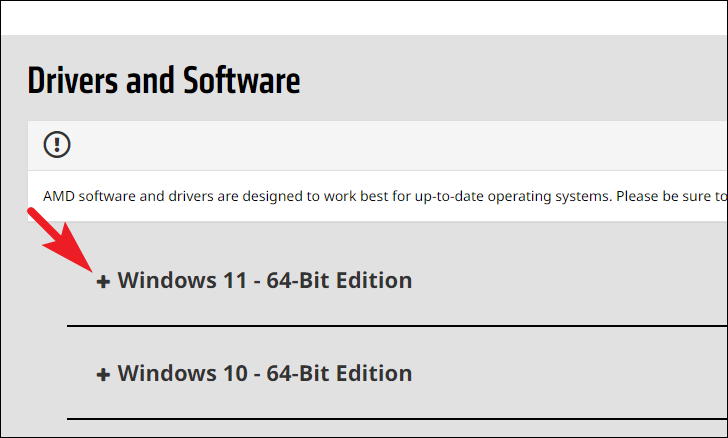 Drivers and Software
AMD software and drivers are designed to work best for up-to-date operating systems. Please be sure to
+ Windows 11 - 64-Bit Edition
+ Windows 10 - 64-Bit Edition